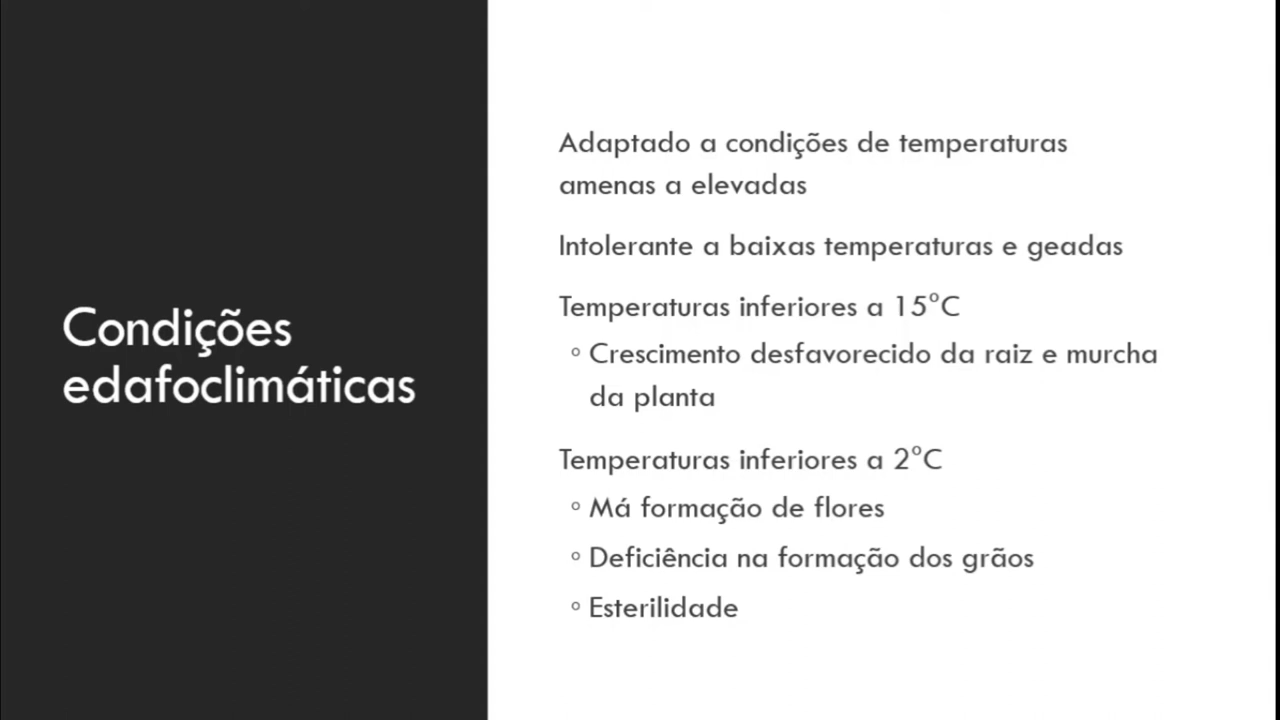 Condições
edafoclimáticas
Adaptado a condições de temperaturas
amenas a elevadas
Intolerante a baixas temperaturas e geadas
Temperaturas inferiores a 15°C
◦ Crescimento desfavorecido da raiz e murcha
da planta
Temperaturas inferiores a 2°C
◦ Má formação de flores
◦ Deficiência na formação dos grãos
◦ Esterilidade